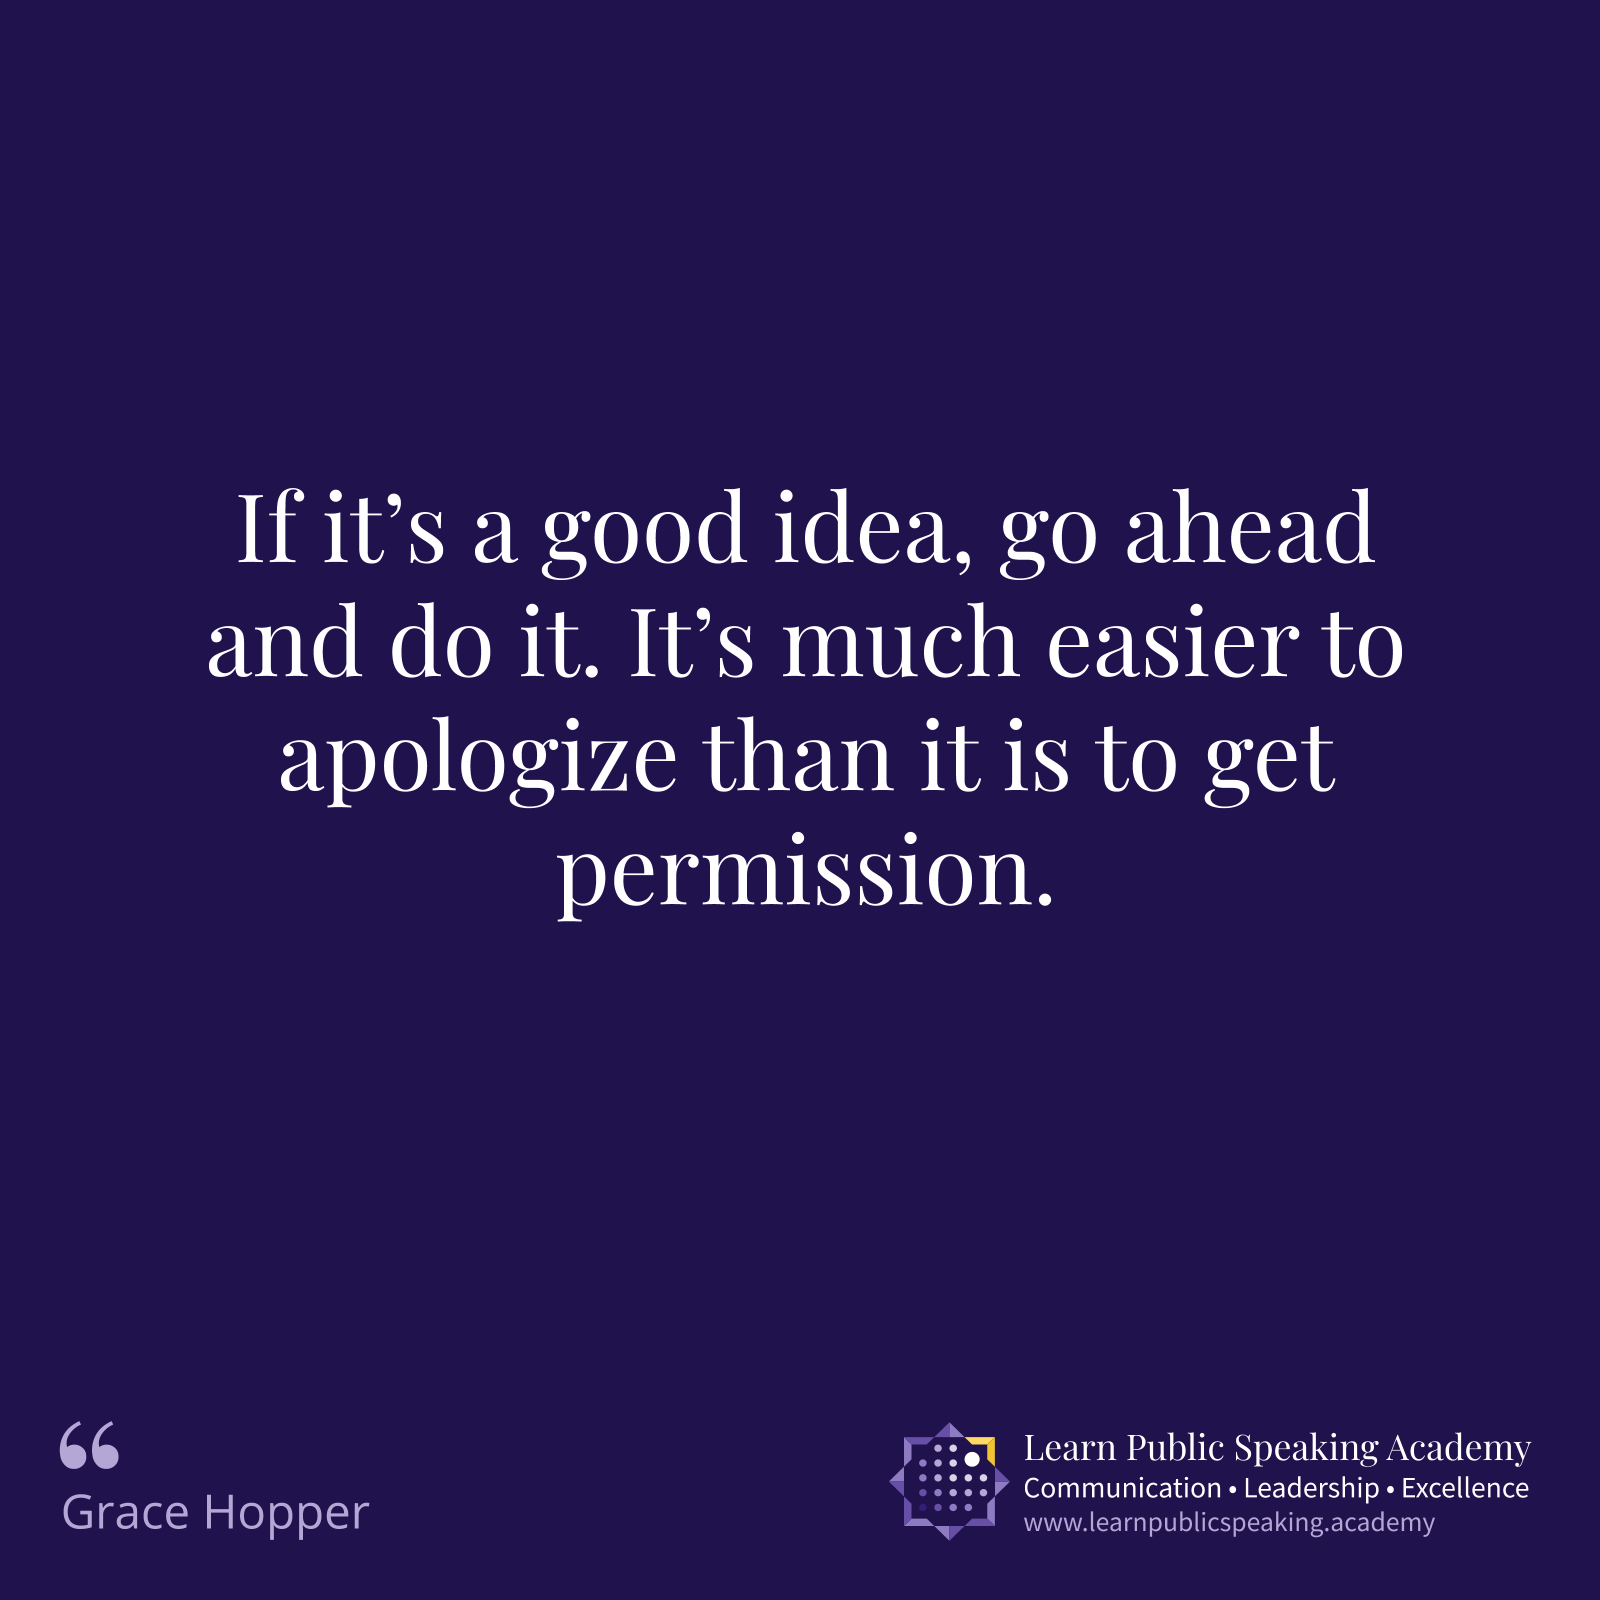 If it’s a good idea, go ahead
and do it. It’s much easier to
apologize than it is to get
permission.
“
Grace Hopper
Learn Public Speaking Academy
Communication • Leadership • Excellence
www.learnpublicspeaking.academy